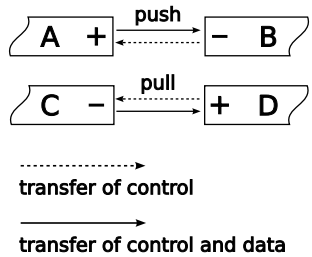 push
A + − B
pull
C − + D
transfer of control
transfer of control and data